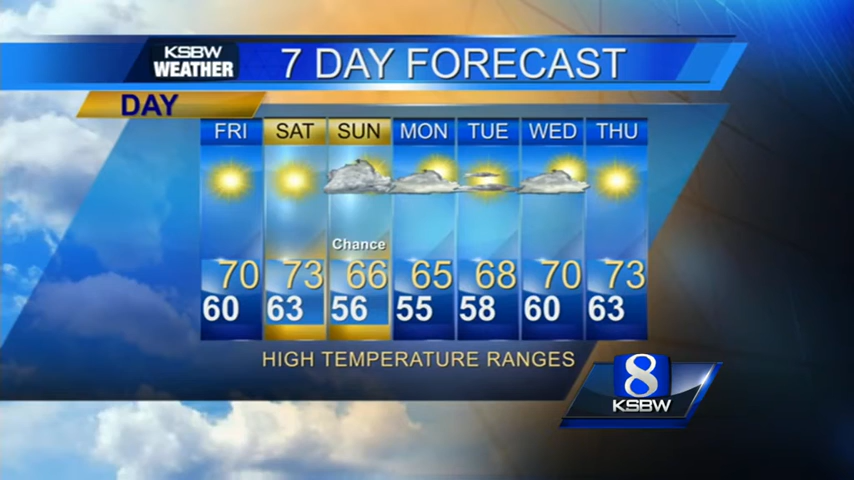 KSBW
WEATHER
7 DAY FORECAST
DAY
FRI SAT SUN MON TUE WED THU
Chance
70 73 66 65 68 70 73
60 63 56 55 58 60 63
HIGH TEMPERATURE RANGES
8
KSBW